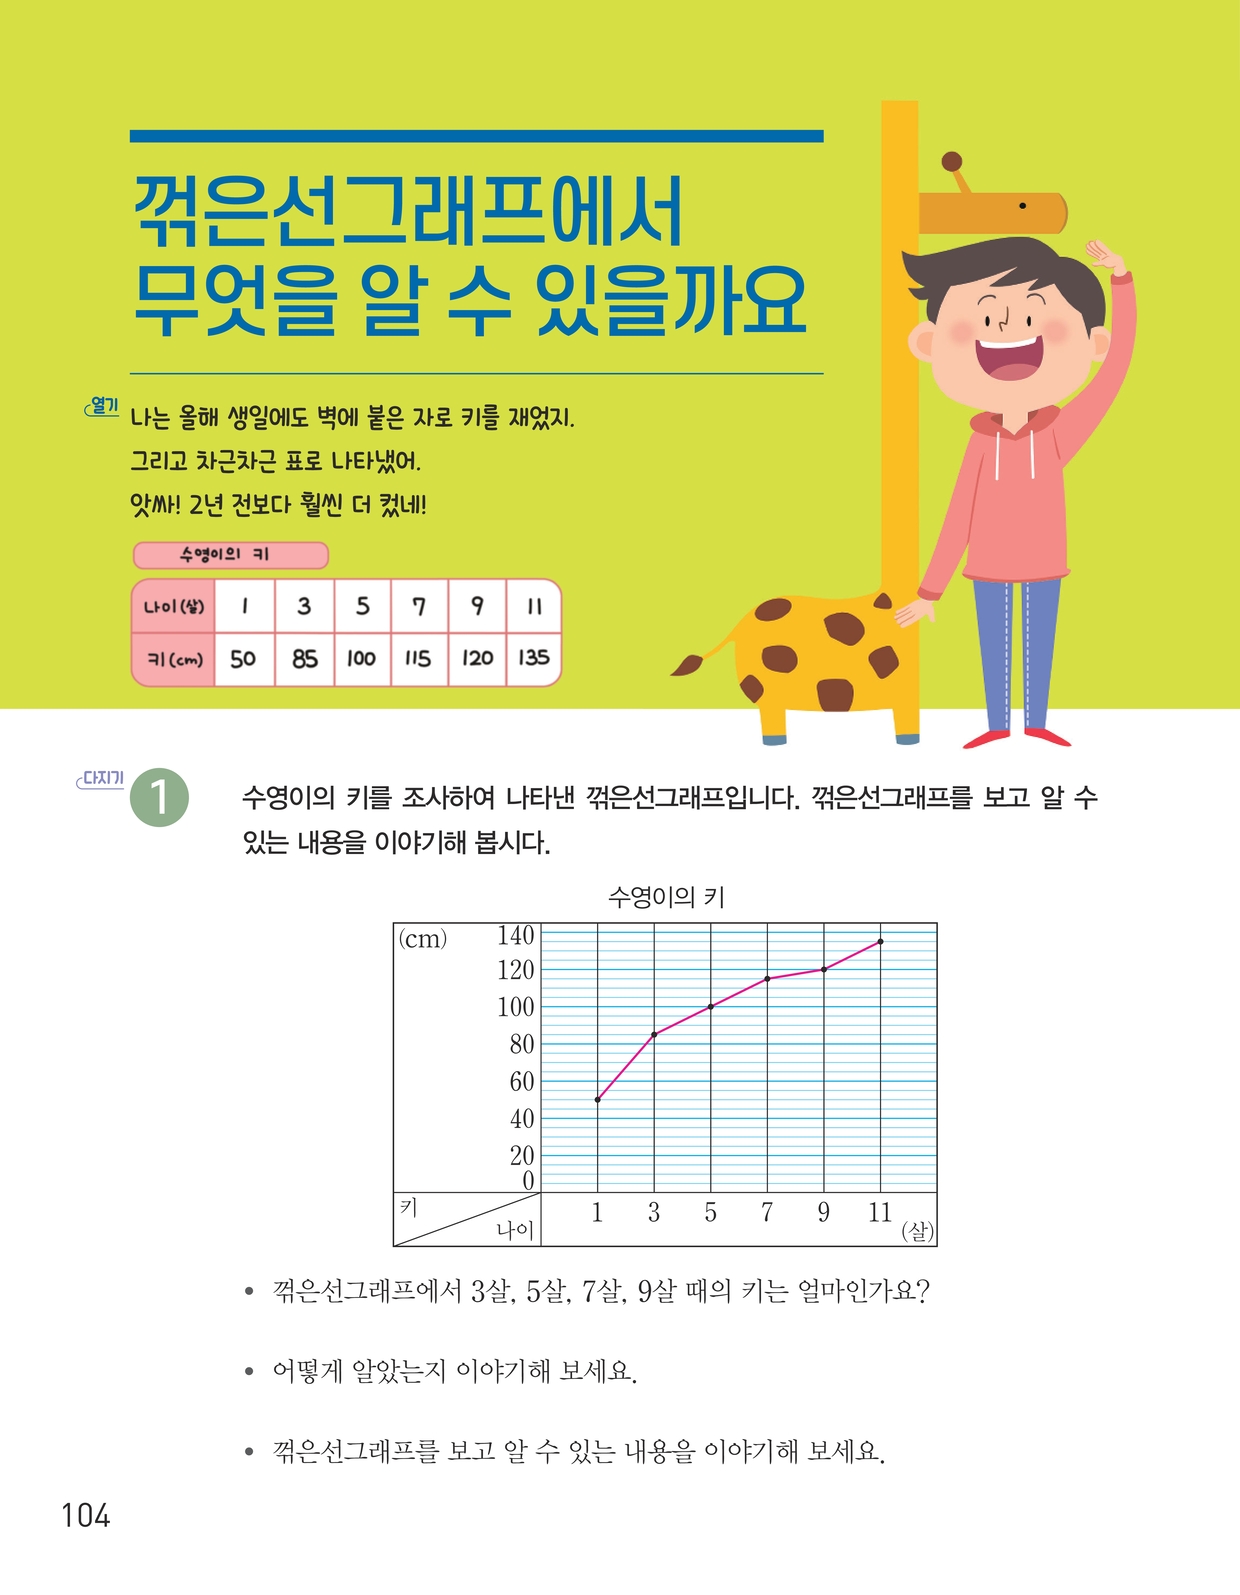 꺾은선그래프에서
무엇을 알 수 있을까요
열기
나는 올해 생일에도 벽에 붙은 자로 키를 재었지.
그리고 차근차근 표로 나타냈어.
앗싸! 2년 전보다 훨씬 더 컸네!
수영이의 키
나이(살) 1 3 5 7 9 11
키(cm) 50 85 100 115 120 135
다지기
1 수영이의 키를 조사하여 나타낸 꺾은선그래프입니다. 꺾은선그래프를 보고 알 수
있는 내용을 이야기해 봅시다.
수영이의 키
(cm) 140
120
100
80
60
40
20
0
키
나이
1 3 5 7 9 11
(살)
• 꺾은선그래프에서 3살, 5살, 7살, 9살 때의 키는 얼마인가요?
• 어떻게 알았는지 이야기해 보세요.
• 꺾은선그래프를 보고 알 수 있는 내용을 이야기해 보세요.
104